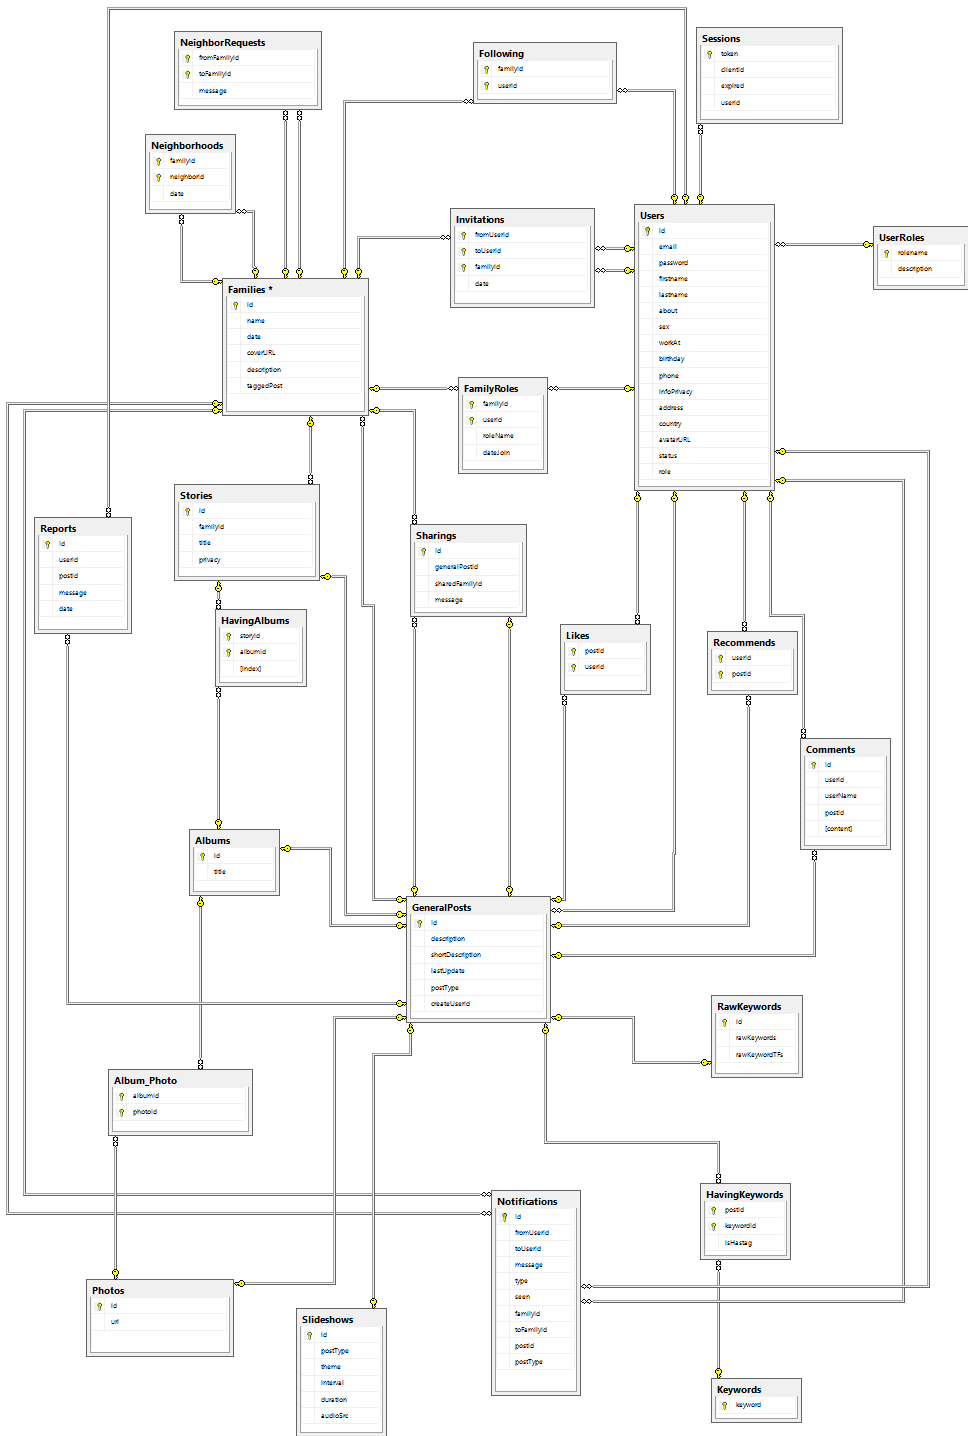 NeighborRequests
fromFamilyId
toFamilyId
message
Following
familyId
userId
Sessions
token
clientId
expired
userId
Neighborhoods
familyId
neighborId
date
Invitations
fromUserId
toUserId
familyId
date
Users
id
email
password
firstname
lastname
about
sex
workAt
birthday
phone
infoPrivacy
address
country
avatarURL
status
role
UserRoles
rolename
description
Families *
id
name
date
coverURL
description
taggedPost
FamilyRoles
familyId
userId
roleName
dateJoin
Stories
id
familyId
title
privacy
Reports
id
userId
postId
message
date
Sharings
id
generalPostId
sharedFamilyId
message
HavingAlbums
storyId
albumId
[index]
Likes
postId
userId
Recommends
userId
postId
Comments
id
userId
userName
postId
[content]
Albums
id
title
GeneralPosts
id
description
shortDescription
lastUpdate
postType
createUserId
RawKeywords
id
rawKeywords
rawKeywordTFs
Album_Photo
albumId
photoId
Notifications
id
fromUserId
toUserId
message
type
seen
familyId
toFamilyId
postId
postType
HavingKeywords
postId
keywordId
isHastag
Photos
id
url
Slideshows
id
postType
theme
interval
duration
audioSrc
Keywords
keyword